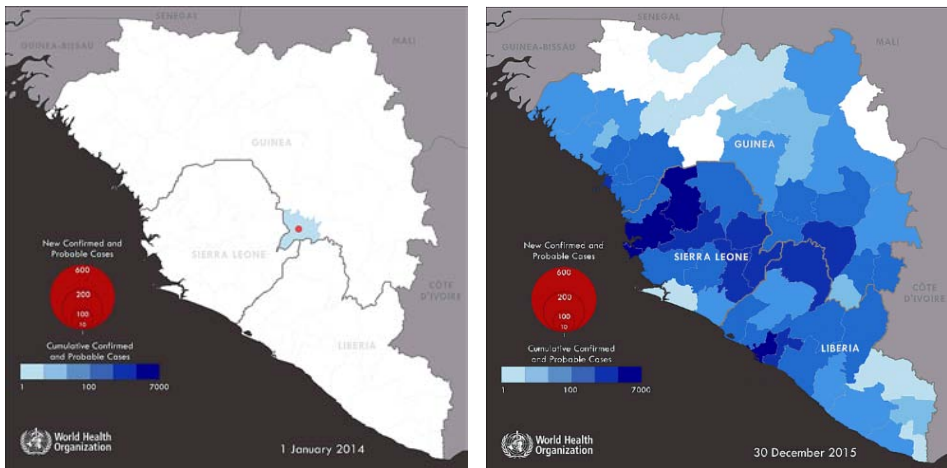 SENEGAL
GUINEA-BISSAU
MALI
GUINEA
SIERRA LEONE
CÔTE
D'IVOIRE
LIBERIA
New Confirmed and
Probable Cases
600
200
100
10
1
Cumulative Confirmed
and Probable Cases
1
100
7000
World Health
Organization
1 January 2014
SENEGAL
GUINEA-BISSAU
MALI
GUINEA
SIERRA LEONE
CÔTE
D'IVOIRE
LIBERIA
New Confirmed and
Probable Cases
600
200
100
10
1
Cumulative Confirmed
and Probable Cases
1
100
7000
World Health
Organization
30 December 2015